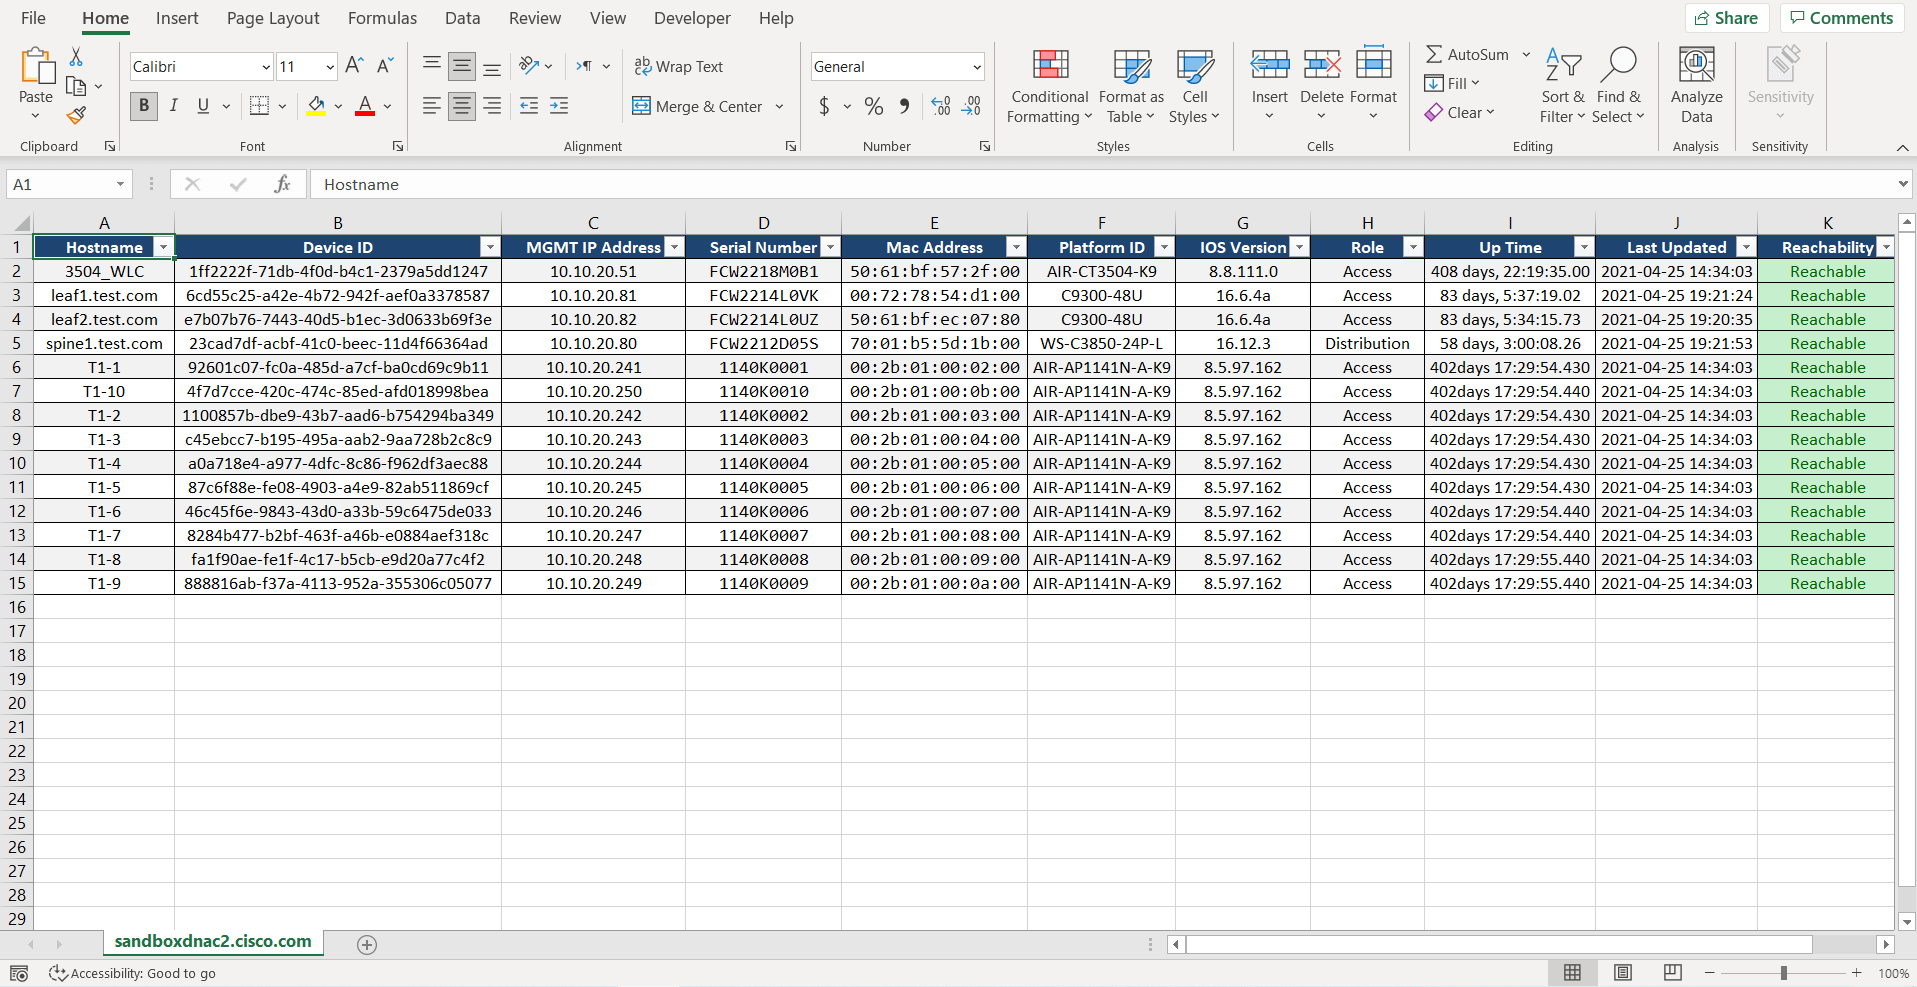 File Home Insert Page Layout Formulas Data Review View Developer Help Share Comments
Paste Calibri 11 Wrap Text General Conditional Formatting Format as Table Cell Styles Insert Delete Format AutoSum Fill Clear Sort & Filter Find & Select Analyze Data Sensitivity
B I U A Merge & Center $ %
Clipboard Font Alignment Number Styles Cells Editing Analysis Sensitivity
A1 fx Hostname
A B C D E F G H I J K
1 Hostname Device ID MGMT IP Address Serial Number Mac Address Platform ID IOS Version Role Up Time Last Updated Reachability
2 3504_WLC 1ff2222f-71db-4f0d-b4c1-2379a5dd1247 10.10.20.51 FCW2218M0B1 50:61:bf:57:2f:00 AIR-CT3504-K9 8.8.111.0 Access 408 days, 22:19:35.00 2021-04-25 14:34:03 Reachable
3 leaf1.test.com 6cd55c25-a42e-4b72-942f-aef0a3378587 10.10.20.81 FCW2214L0VK 00:72:78:54:d1:00 C9300-48U 16.6.4a Access 83 days, 5:37:19.02 2021-04-25 19:21:24 Reachable
4 leaf2.test.com e7b07b76-7443-40d5-b1ec-3d0633b69f3e 10.10.20.82 FCW2214L0UZ 50:61:bf:ec:07:80 C9300-48U 16.6.4a Access 83 days, 5:34:15.73 2021-04-25 19:20:35 Reachable
5 spine1.test.com 23cad7df-acbf-41c0-beec-11d4f66364ad 10.10.20.80 FCW2212D05S 70:01:b5:5d:1b:00 WS-C3850-24P-L 16.12.3 Distribution 58 days, 3:00:08.26 2021-04-25 19:21:53 Reachable
6 T1-1 92601c07-fc0a-485d-a7cf-ba0cd69c9b11 10.10.20.241 1140K0001 00:2b:01:00:02:00 AIR-AP1141N-A-K9 8.5.97.162 Access 402days 17:29:54.440 2021-04-25 14:34:03 Reachable
7 T1-10 4f7d7cce-420c-474c-85ed-afd018998bea 10.10.20.250 1140K0010 00:2b:01:00:0b:00 AIR-AP1141N-A-K9 8.5.97.162 Access 402days 17:29:54.440 2021-04-25 14:34:03 Reachable
8 T1-2 1100857b-dbe9-43b7-aad6-b754294ba349 10.10.20.242 1140K0002 00:2b:01:00:03:00 AIR-AP1141N-A-K9 8.5.97.162 Access 402days 17:29:54.430 2021-04-25 14:34:03 Reachable
9 T1-3 c45ebcc7-b195-495a-aab2-9aa728b2c8c9 10.10.20.243 1140K0003 00:2b:01:00:04:00 AIR-AP1141N-A-K9 8.5.97.162 Access 402days 17:29:54.430 2021-04-25 14:34:03 Reachable
10 T1-4 a0a718e4-a977-4dfc-8c86-f962df3aec88 10.10.20.244 1140K0004 00:2b:01:00:05:00 AIR-AP1141N-A-K9 8.5.97.162 Access 402days 17:29:54.430 2021-04-25 14:34:03 Reachable
11 T1-5 87c6f88e-fe08-4903-a4e9-82ab511869cf 10.10.20.245 1140K0005 00:2b:01:00:06:00 AIR-AP1141N-A-K9 8.5.97.162 Access 402days 17:29:54.430 2021-04-25 14:34:03 Reachable
12 T1-6 46c45f6e-9843-43d0-a33b-59c6475de033 10.10.20.246 1140K0006 00:2b:01:00:07:00 AIR-AP1141N-A-K9 8.5.97.162 Access 402days 17:29:54.430 2021-04-25 14:34:03 Reachable
13 T1-7 8284b477-b2bf-463f-a46b-e0884aef318c 10.10.20.247 1140K0007 00:2b:01:00:08:00 AIR-AP1141N-A-K9 8.5.97.162 Access 402days 17:29:54.440 2021-04-25 14:34:03 Reachable
14 T1-8 fa1f90ae-fe1f-4c17-b5cb-e9d20a77c4f2 10.10.20.248 1140K0008 00:2b:01:00:09:00 AIR-AP1141N-A-K9 8.5.97.162 Access 402days 17:29:55.440 2021-04-25 14:34:03 Reachable
15 T1-9 888816ab-f37a-4113-952a-355306c05077 10.10.20.249 1140K0009 00:2b:01:00:0a:00 AIR-AP1141N-A-K9 8.5.97.162 Access 402days 17:29:55.440 2021-04-25 14:34:03 Reachable
16
17
18
19
20
21
22
23
24
25
26
27
28
29
sandboxdnac2.cisco.com
Accessibility: Good to go 100%